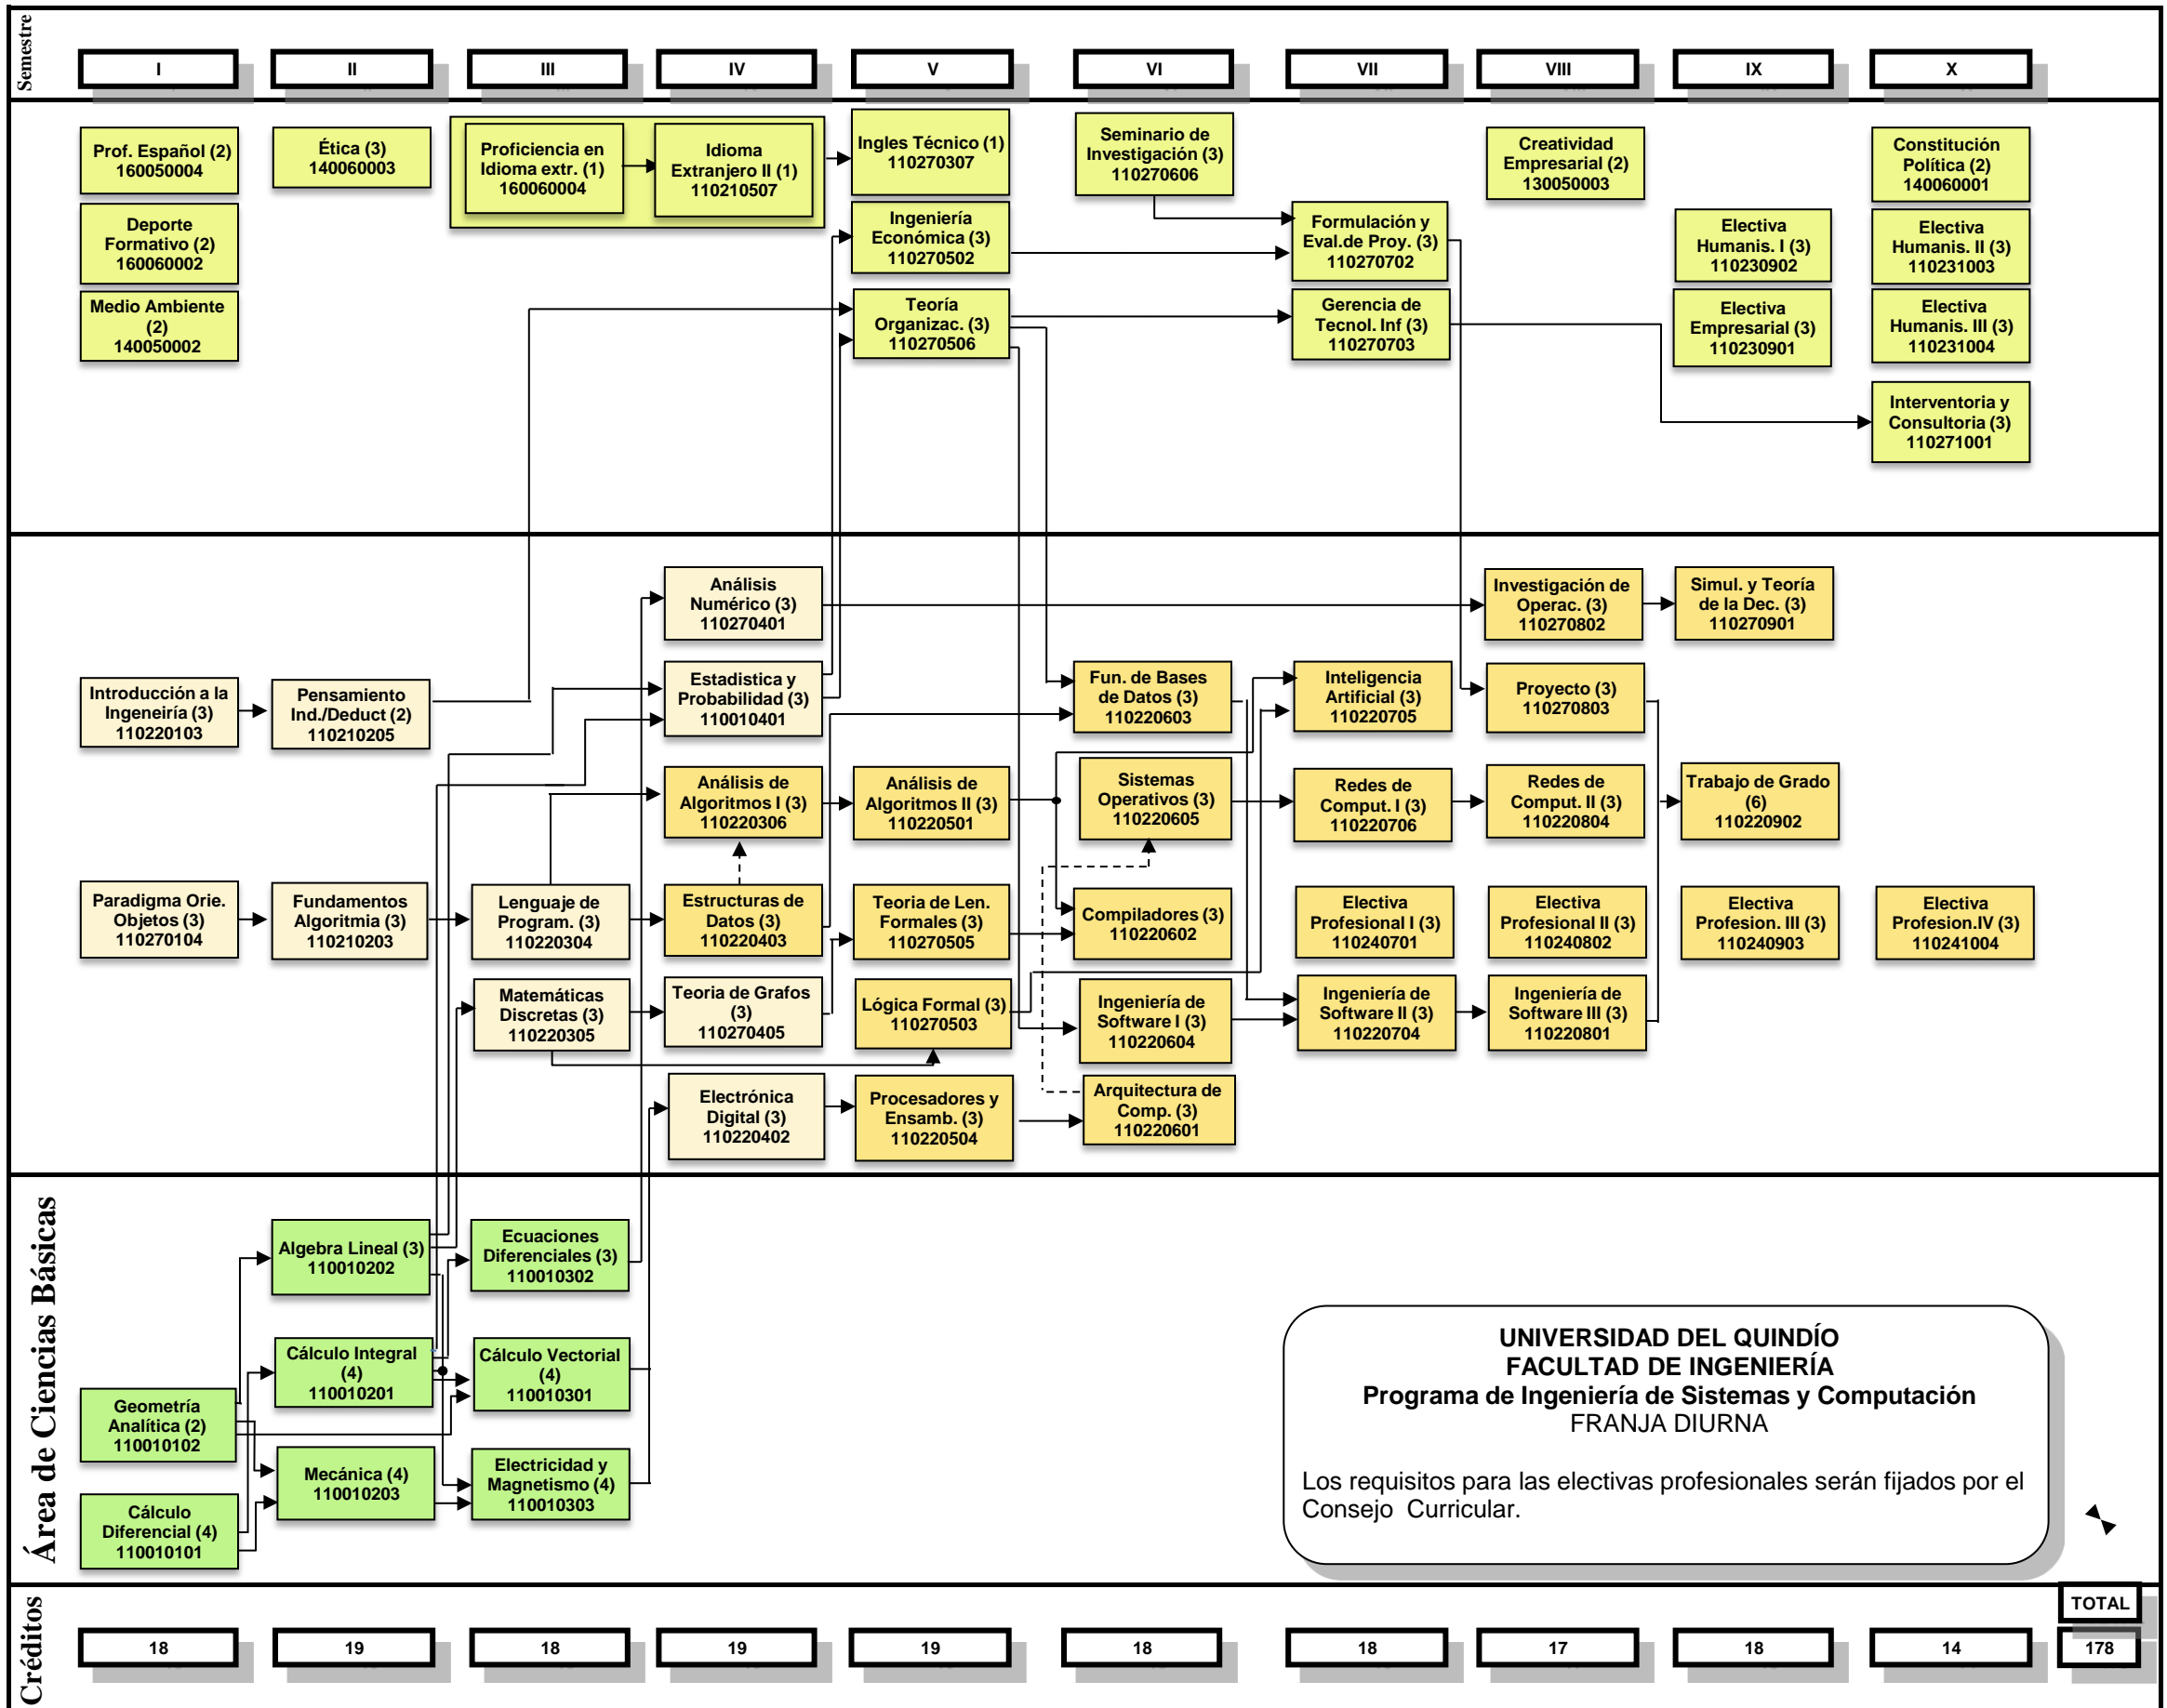 Semestre
I
II
III
IV
V
VI
VII
VIII
IX
X
Prof. Español (2)
160050004
Deporte
Formativo (2)
160060002
Medio Ambiente
(2)
140050002
Ética (3)
140060003
Proficiencia en
Idioma extr. (1)
160060004
Idioma
Extranjero II (1)
110210507
Ingles Técnico (1)
110270307
Ingeniería
Económica (3)
110270502
Teoría
Organizac. (3)
110270506
Seminario de
Investigación (3)
110270606
Formulación y
Eval.de Proy. (3)
110270702
Gerencia de
Tecnol. Inf (3)
110270703
Creatividad
Empresarial (2)
130050003
Electiva
Humanis. I (3)
110230902
Electiva
Empresarial (3)
110230901
Constitución
Política (2)
140060001
Electiva
Humanis. II (3)
110231003
Electiva
Humanis. III (3)
110231004
Interventoria y
Consultoria (3)
110271001
Introducción a la
Ingeneiría (3)
110220103
Paradigma Orie.
Objetos (3)
110270104
Pensamiento
Ind./Deduct (2)
110210205
Fundamentos
Algoritmia (3)
110210203
Lenguaje de
Program. (3)
110220304
Matemáticas
Discretas (3)
110220305
Análisis
Numérico (3)
110270401
Estadistica y
Probabilidad (3)
110010401
Análisis de
Algoritmos I (3)
110220306
Estructuras de
Datos (3)
110220403
Teoria de Grafos
(3)
110270405
Electrónica
Digital (3)
110220402
Análisis de
Algoritmos II (3)
110220501
Teoria de Len.
Formales (3)
110270505
Lógica Formal (3)
110270503
Procesadores y
Ensamb. (3)
110220504
Fun. de Bases
de Datos (3)
110220603
Sistemas
Operativos (3)
110220605
Compiladores (3)
110220602
Ingeniería de
Software I (3)
110220604
Arquitectura de
Comp. (3)
110220601
Inteligencia
Artificial (3)
110220705
Redes de
Comput. I (3)
110220706
Electiva
Profesional I (3)
110240701
Ingeniería de
Software II (3)
110220704
Investigación de
Operac. (3)
110270802
Proyecto (3)
110270803
Redes de
Comput. II (3)
110220804
Electiva
Profesional II (3)
110240802
Ingeniería de
Software III (3)
110220801
Simul. y Teoría
de la Dec. (3)
110270901
Trabajo de Grado
(6)
110220902
Electiva
Profesion. III (3)
110240903
Electiva
Profesion.IV (3)
110241004
Área de Ciencias Básicas
Geometría
Analítica (2)
110010102
Cálculo
Diferencial (4)
110010101
Algebra Lineal (3)
110010202
Cálculo Integral
(4)
110010201
Mecánica (4)
110010203
Ecuaciones
Diferenciales (3)
110010302
Cálculo Vectorial
(4)
110010301
Electricidad y
Magnetismo (4)
110010303
UNIVERSIDAD DEL QUINDÍO
FACULTAD DE INGENIERÍA
Programa de Ingeniería de Sistemas y Computación
FRANJA DIURNA
Los requisitos para las electivas profesionales serán fijados por el
Consejo Curricular.
Créditos
18
19
18
19
19
18
18
17
18
14
TOTAL
178